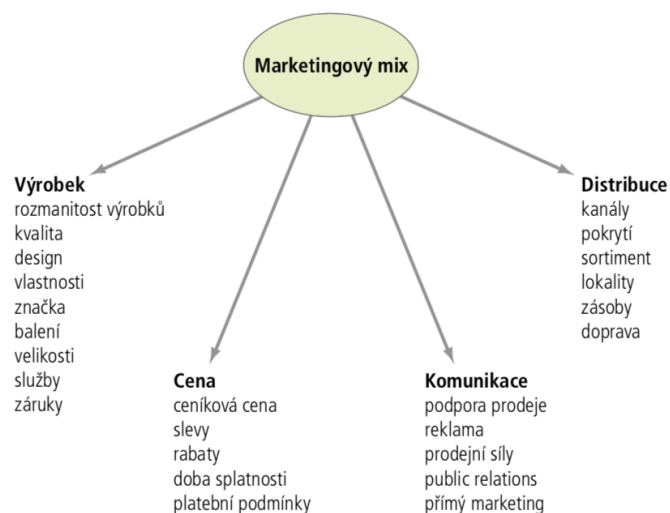 Marketingový mix
Výrobek
rozmanitost výrobků
kvalita
design
vlastnosti
značka
balení
velikosti
služby
záruky
Cena
ceníková cena
slevy
rabaty
doba splatnosti
platební podmínky
Komunikace
podpora prodeje
reklama
prodejní síly
public relations
přímý marketing
Distribuce
kanály
pokrytí
sortiment
lokality
zásoby
doprava